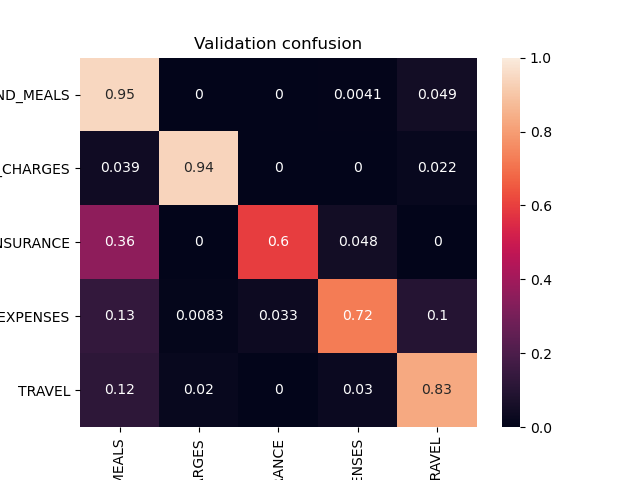 Validation confusion
ND_MEALS 0.95 0 0 0.0041 0.049
_CHARGES 0.039 0.94 0 0 0.022
NSURANCE 0.36 0 0.6 0.048 0
EXPENSES 0.13 0.0083 0.033 0.72 0.1
TRAVEL 0.12 0.02 0 0.03 0.83
MEALS
ARGES
RANCE
ENSES
RAVEL
1.0
0.8
0.6
0.4
0.2
0.0